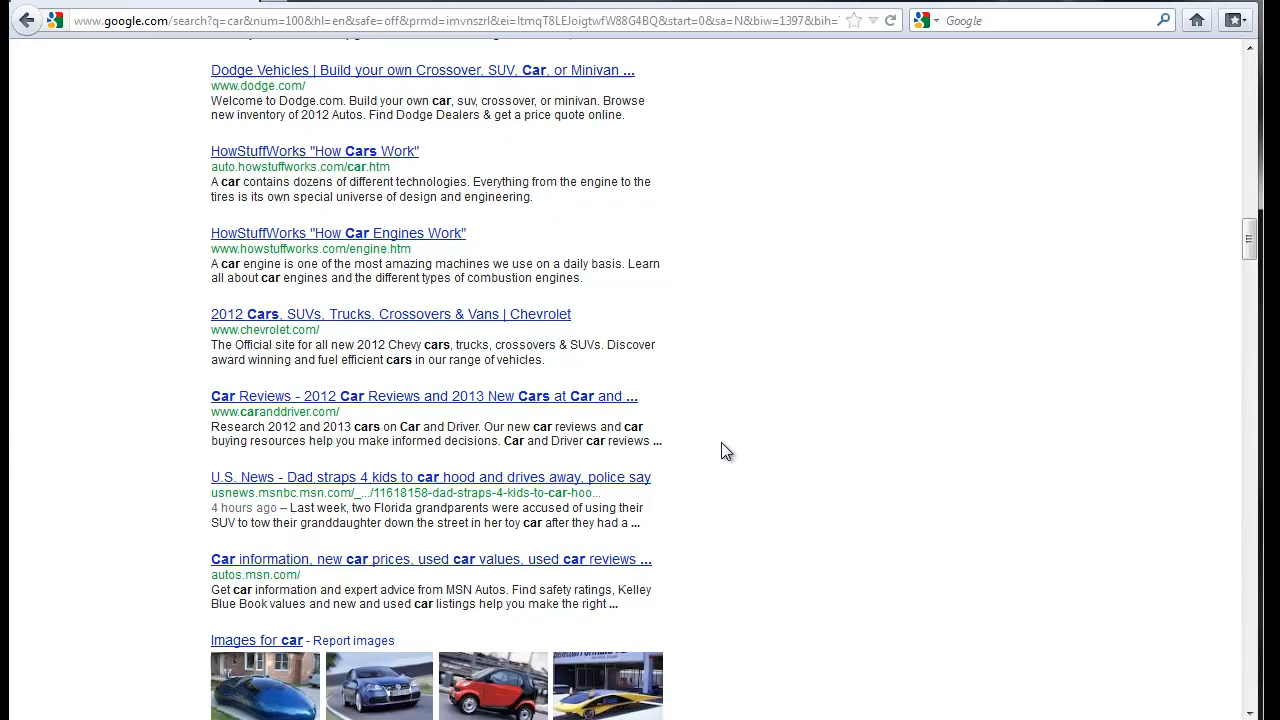 www.google.com/search?q=car&num=100&hl=en&safe=off&prmd=imvnszr&ei=ltmqT8LEJoigtwfW88G4BQ&start=0&sa=N&biw=1397&bih=
Google
Dodge Vehicles | Build your own Crossover, SUV, Car, or Minivan ...
www.dodge.com/
Welcome to Dodge.com. Build your own car, suv, crossover, or minivan. Browse
new inventory of 2012 Autos. Find Dodge Dealers & get a price quote online.
HowStuffWorks "How Cars Work"
auto.howstuffworks.com/car.htm
A car contains dozens of different technologies. Everything from the engine to the
tires is its own special universe of design and engineering.
HowStuffWorks "How Car Engines Work"
www.howstuffworks.com/engine.htm
A car engine is one of the most amazing machines we use on a daily basis. Learn
all about car engines and the different types of combustion engines.
2012 Cars, SUVs, Trucks, Crossovers & Vans | Chevrolet
www.chevrolet.com/
The Official site for all new 2012 Chevy cars, trucks, crossovers & SUVs. Discover
award winning and fuel efficient cars in our range of vehicles.
Car Reviews - 2012 Car Reviews and 2013 New Cars at Car and ...
www.caranddriver.com/
Research 2012 and 2013 cars on Car and Driver. Our new car reviews and car
buying resources help you make informed decisions. Car and Driver car reviews ...
U.S. News - Dad straps 4 kids to car hood and drives away, police say
usnews.msnbc.msn.com/_.../11618158-dad-straps-4-kids-to-car-hoo...
4 hours ago – Last week, two Florida grandparents were accused of using their
SUV to tow their granddaughter down the street in her toy car after they had a ...
Car information, new car prices, used car values, used car reviews ...
autos.msn.com/
Get car information and expert advice from MSN Autos. Find safety ratings, Kelley
Blue Book values and new and used car listings help you make the right ...
Images for car - Report images